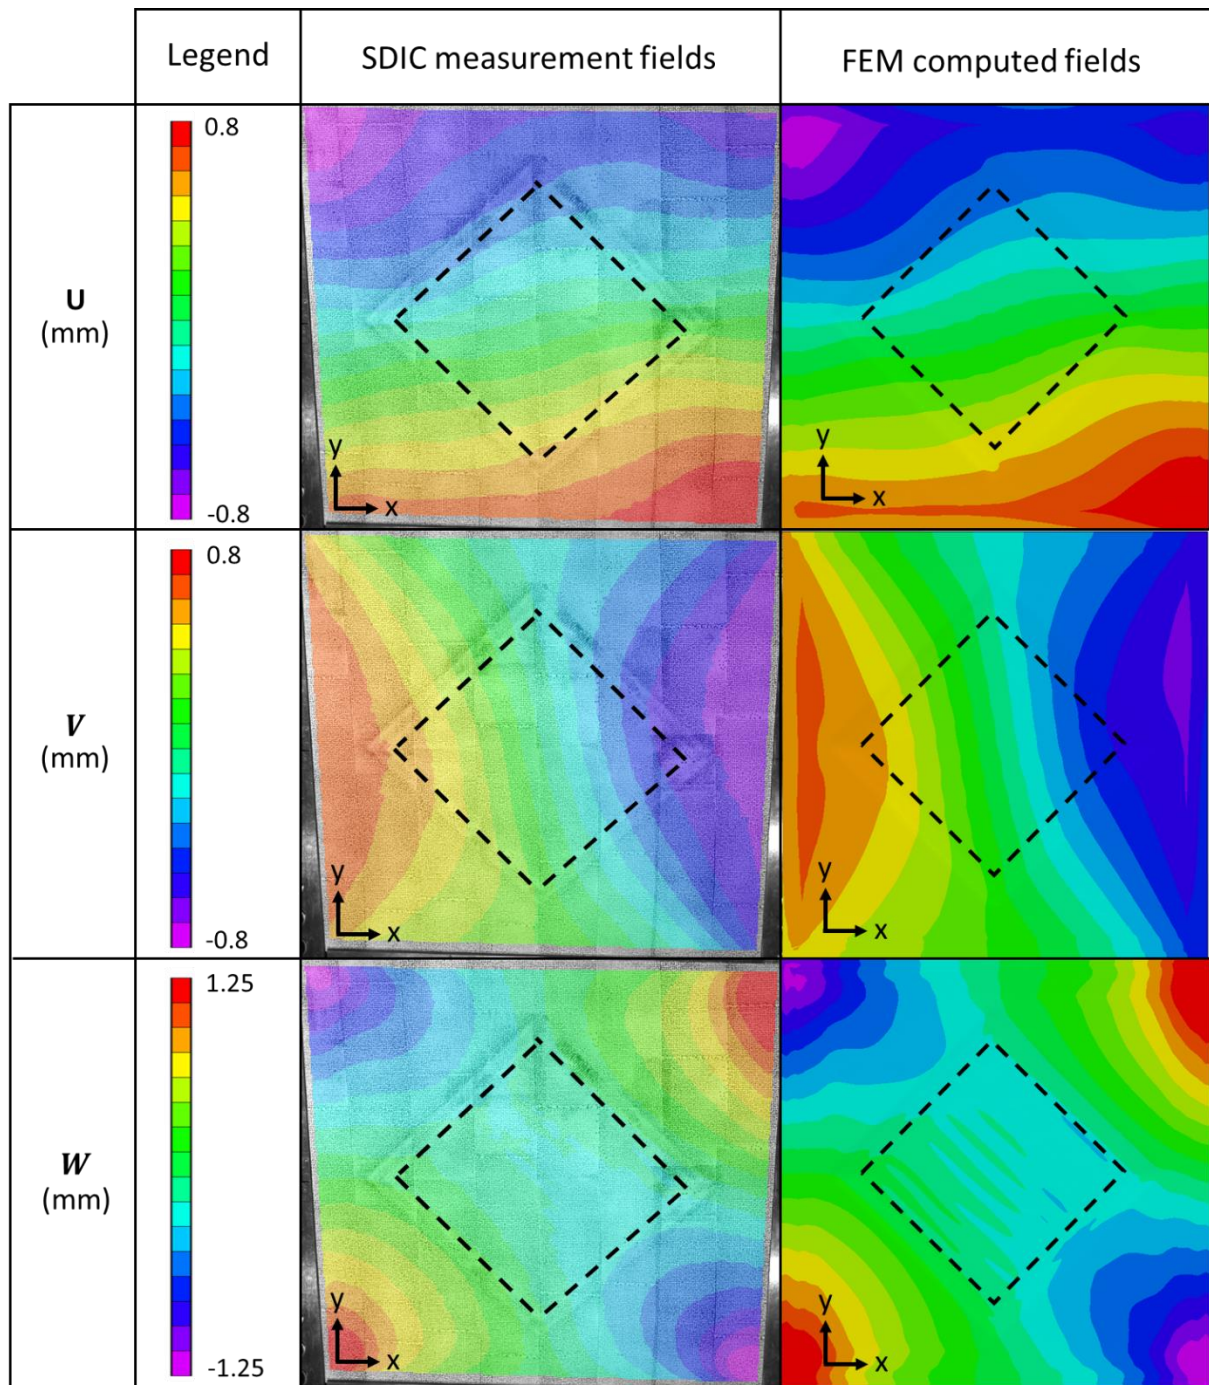 Legend
SDIC measurement fields
FEM computed fields
U
(mm)
0.8
-0.8
y
x
y
x
V
(mm)
0.8
-0.8
y
x
y
x
W
(mm)
1.25
-1.25
y
x
y
x